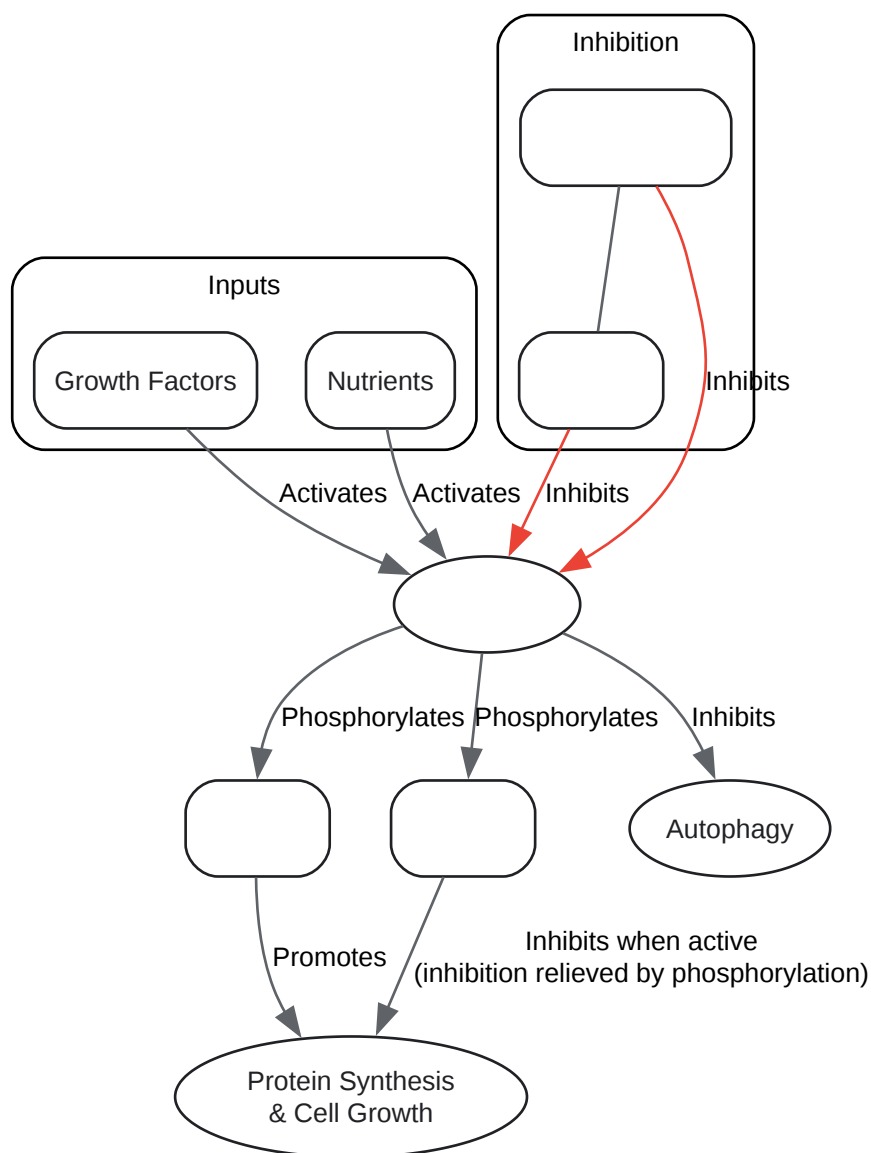 Inhibition
Inputs
Growth Factors
Nutrients
Inhibits
Activates
Activates
Inhibits
Phosphorylates
Phosphorylates
Inhibits
Autophagy
Promotes
Inhibits when active
(inhibition relieved by phosphorylation)
Protein Synthesis
& Cell Growth